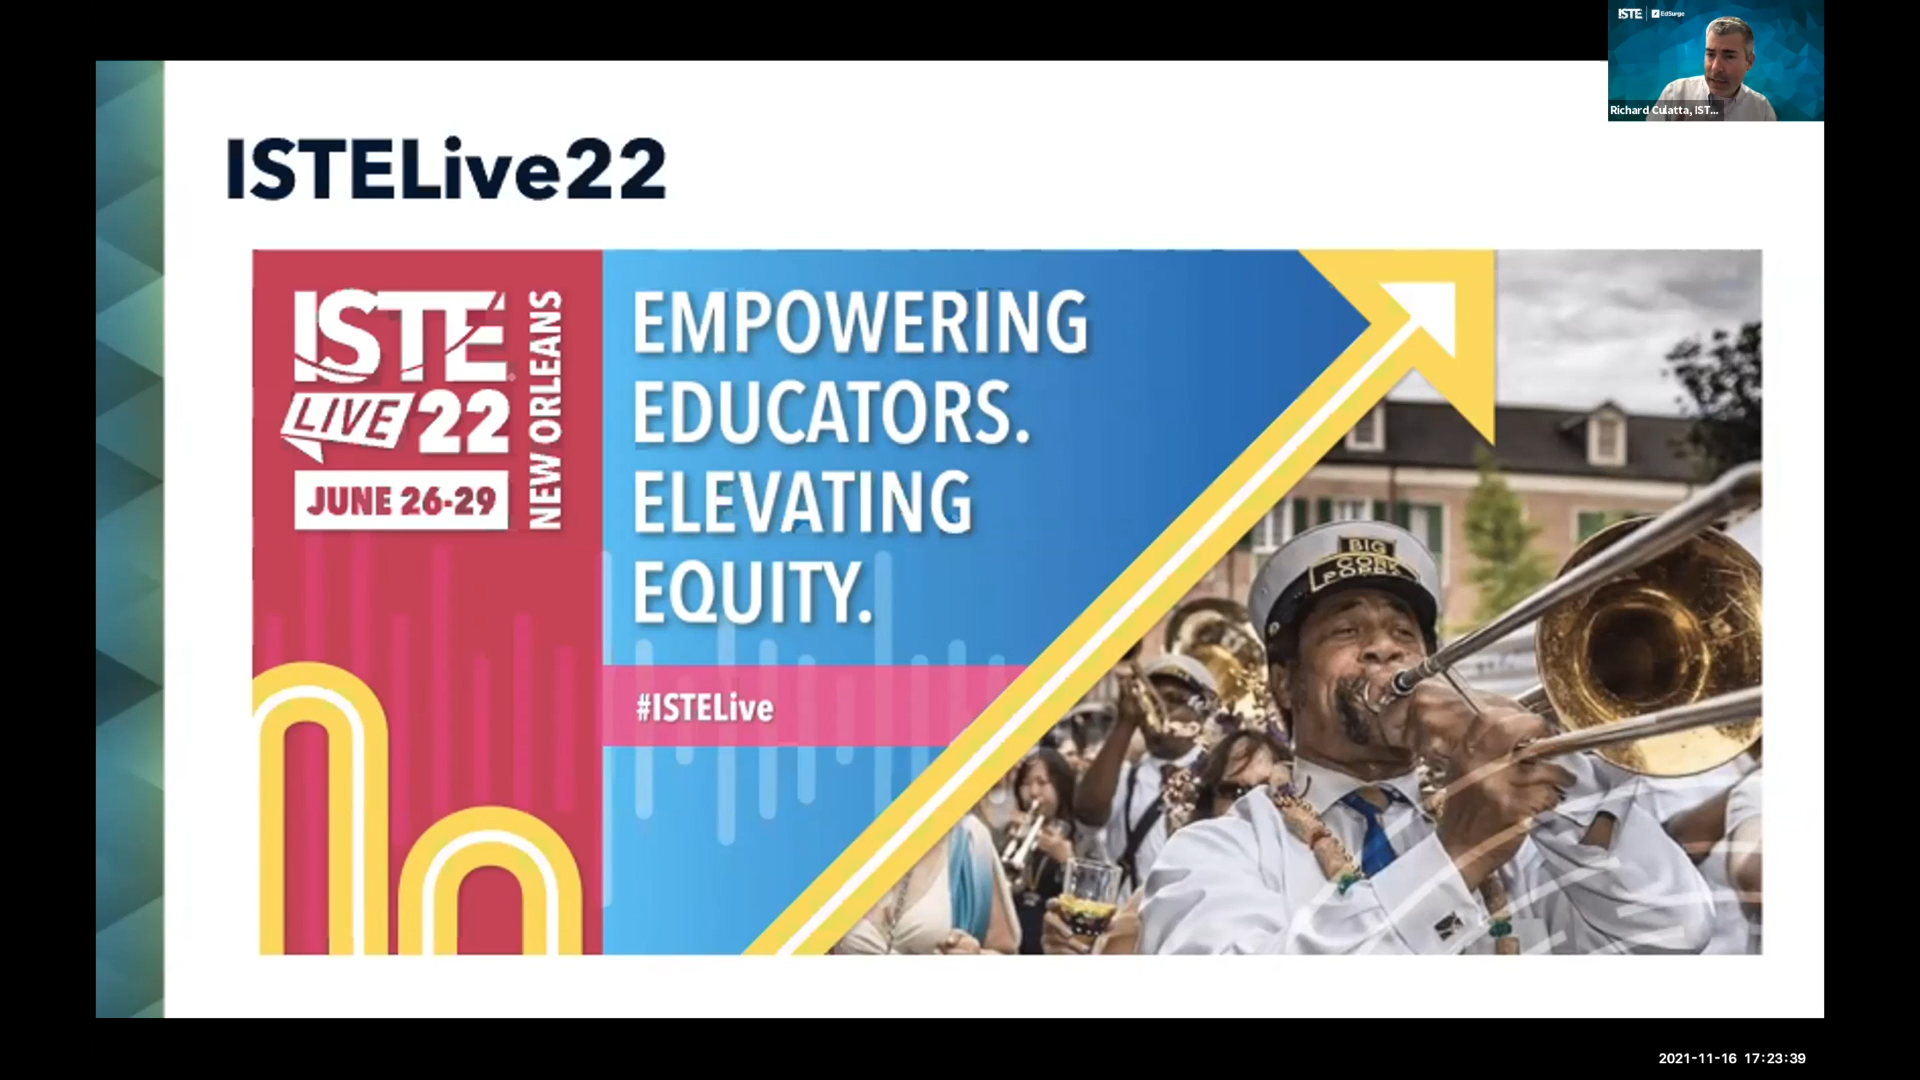 ISTE | EdSurge
Richard Culatta, IST...
ISTELive22
ISTE
LIVE 22
JUNE 26-29
NEW ORLEANS
EMPOWERING
EDUCATORS.
ELEVATING
EQUITY.
#ISTELive
BIG
2021-11-16 17:23:39